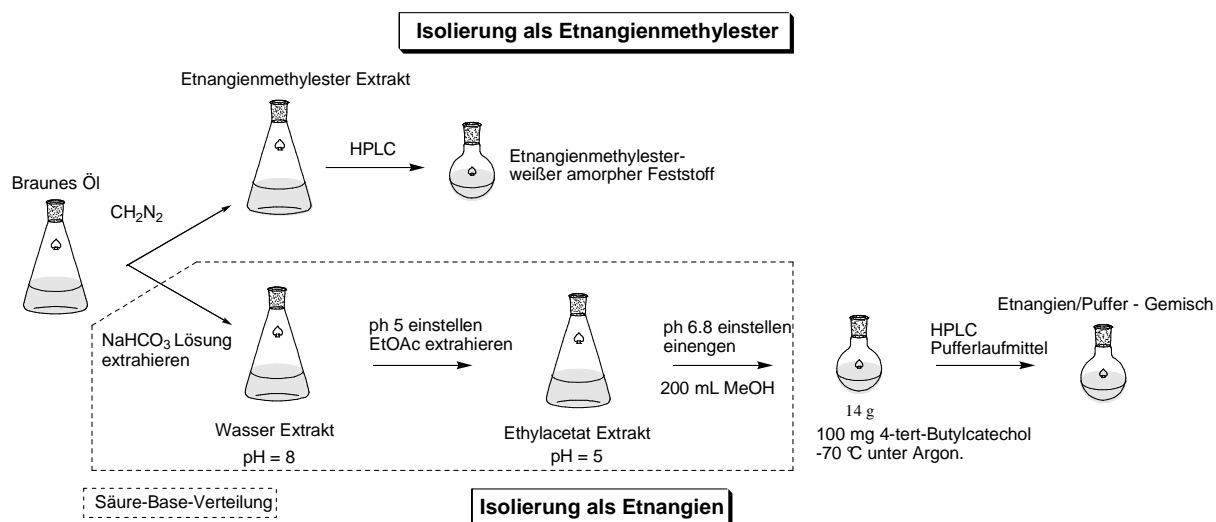 Isolierung als Etnangienmethylester
Etnangienmethylester Extrakt
HPLC
Etnangienmethylester-
weißer amorpher Feststoff
Braunes Öl
CH₂N₂
NaHCO₃ Lösung
extrahieren
Wasser Extrakt
pH = 8
ph 5 einstellen
EtOAc extrahieren
Ethylacetat Extrakt
pH = 5
ph 6.8 einstellen
einengen
200 mL MeOH
14 g
100 mg 4-tert-Butylcatechol
-70 °C unter Argon.
HPLC
Pufferlaufmittel
Etnangien/Puffer - Gemisch
Säure-Base-Verteilung
Isolierung als Etnangien